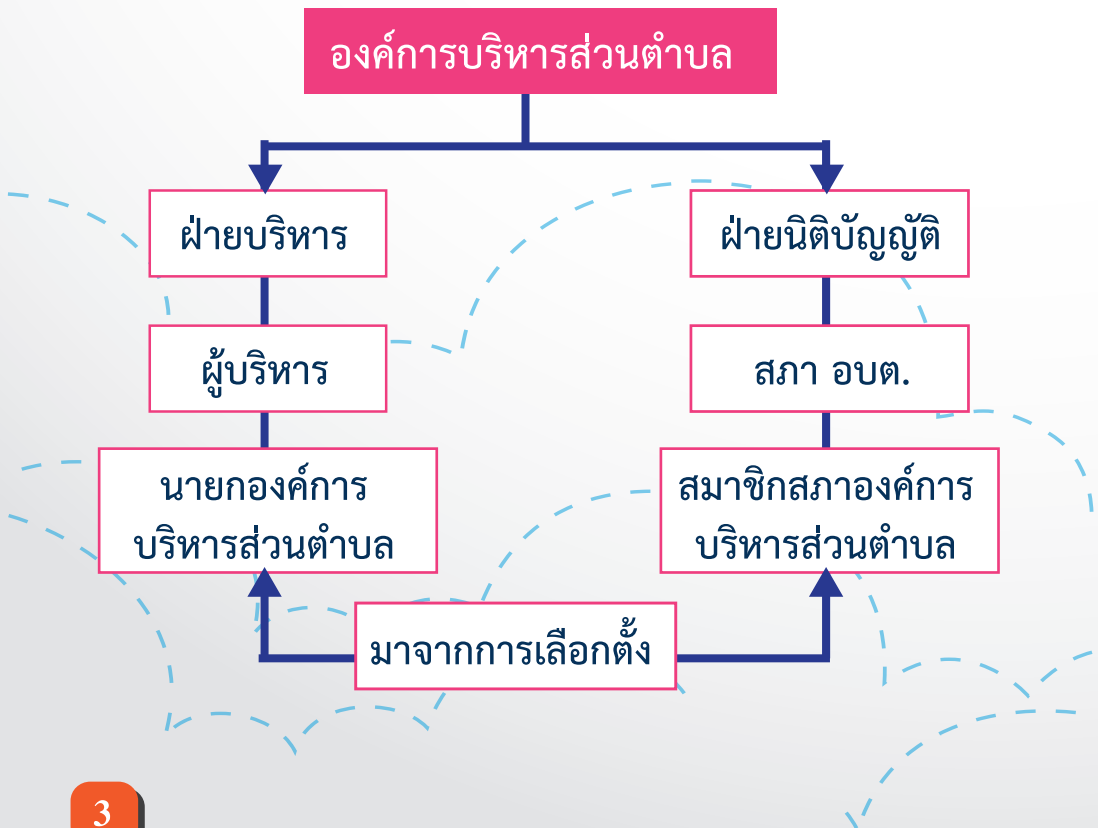 องค์การบริหารส่วนตำบล
ฝ่ายบริหาร
ฝ่ายนิติบัญญัติ
ผู้บริหาร
สภา อบต.
นายกองค์การ
บริหารส่วนตำบล
สมาชิกสภาองค์การ
บริหารส่วนตำบล
มาจากการเลือกตั้ง
3